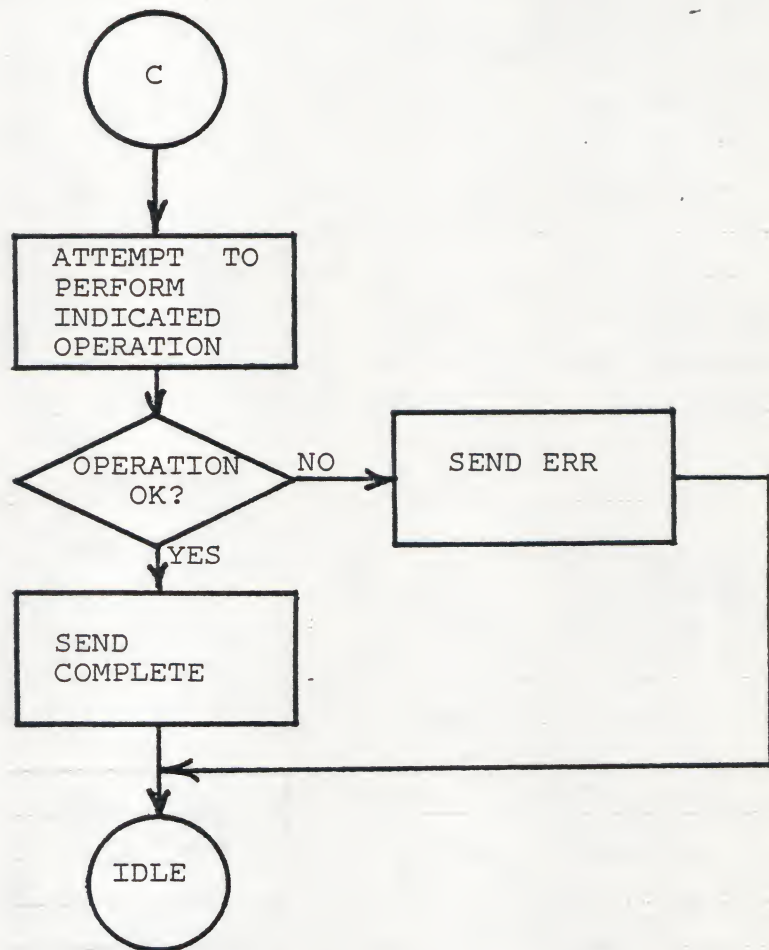 C
ATTEMPT TO
PERFORM
INDICATED
OPERATION
OPERATION
OK?
NO
SEND ERR
YES
SEND
COMPLETE
IDLE